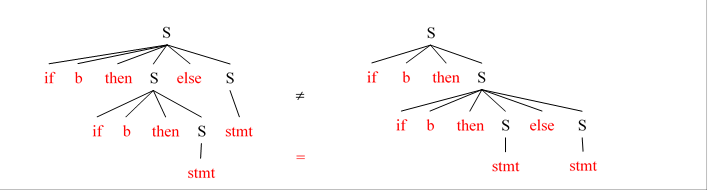 S S
if b then S else S if b then S
≠
if b then S stmt if b then S else S
stmt = stmt stmt